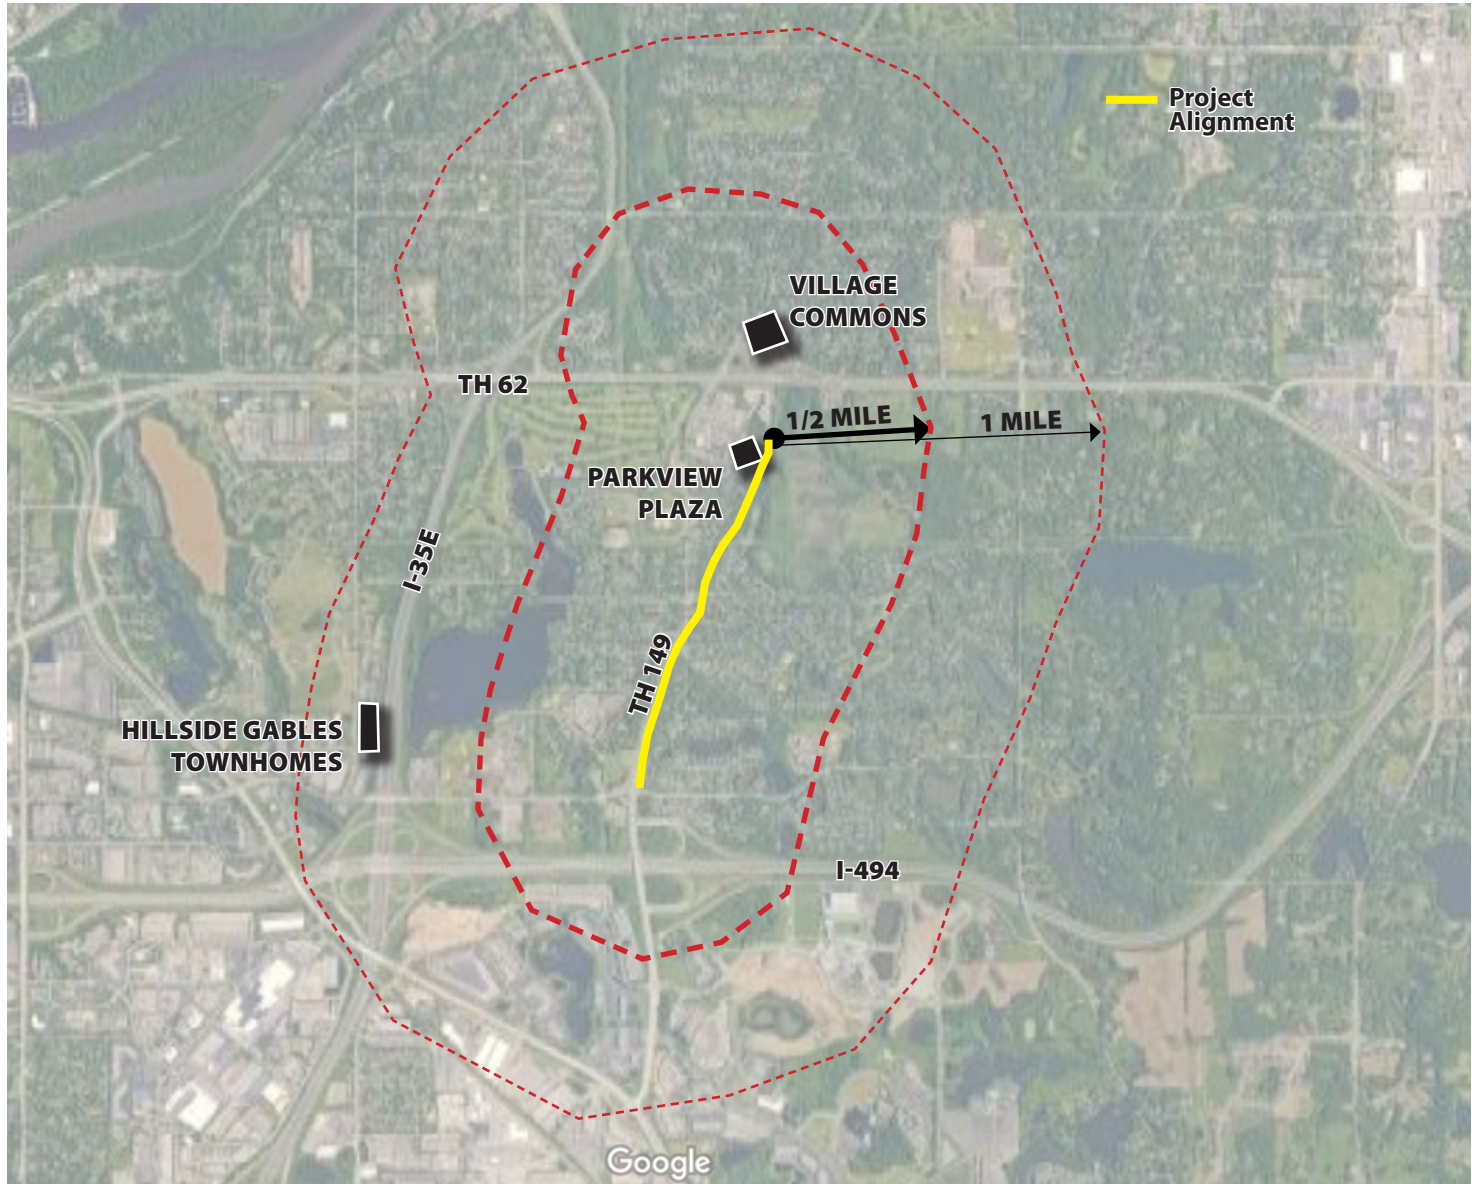 Project
Alignment
VILLAGE
COMMONS
TH 62
1/2 MILE
1 MILE
PARKVIEW
PLAZA
I-35E
TH 149
HILLSIDE GABLES
TOWNHOMES
I-494
Google